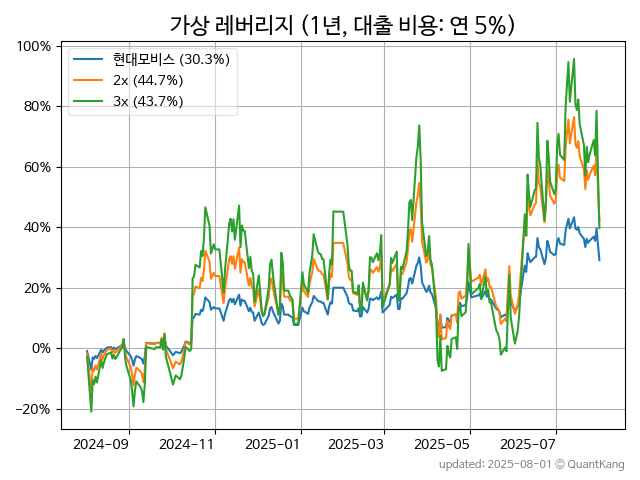 가상 레버리지 (1년, 대출 비용: 연 5%)
100%
80%
60%
40%
20%
0%
−20%
현대모비스 (30.3%)
2x (44.7%)
3x (43.7%)
2024−09
2024−11
2025−01
2025−03
2025−05
2025−07
updated: 2025-08-01 © QuantKang